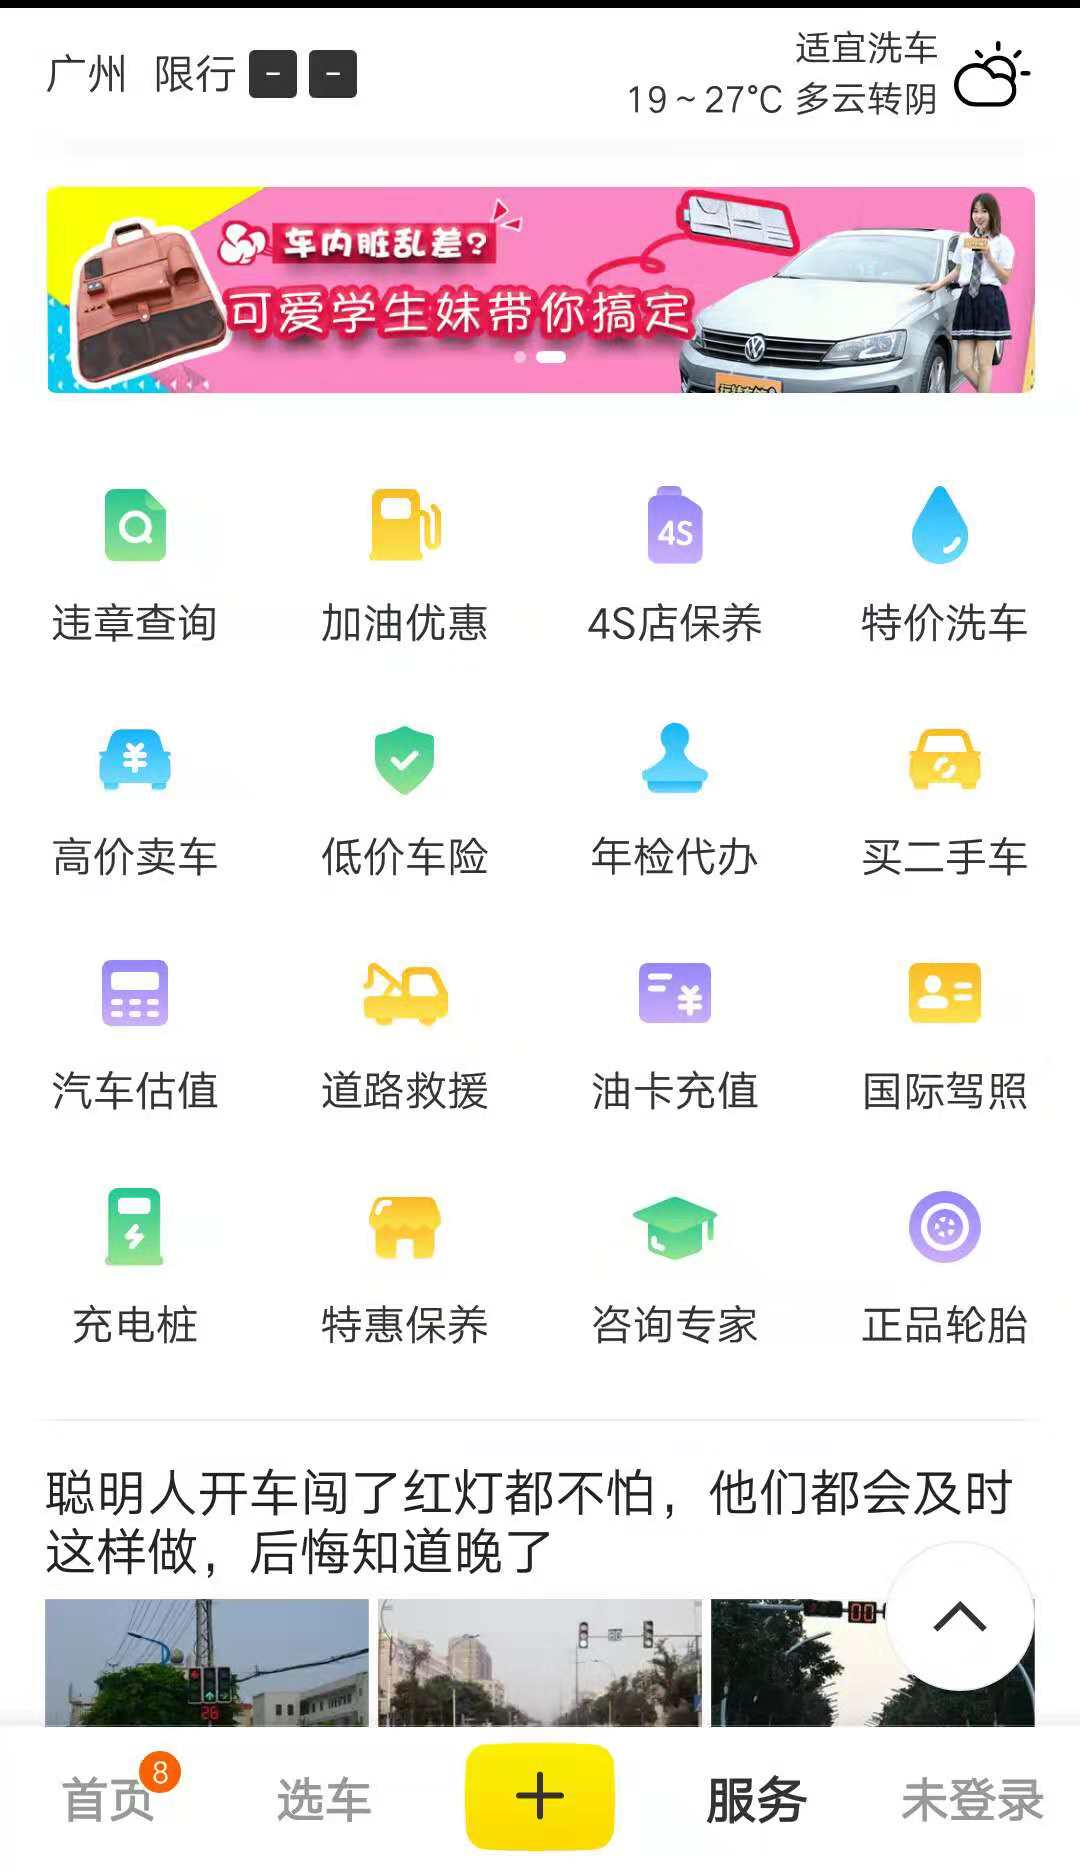 广州 限行 - -
适宜洗车
19~27℃ 多云转阴
车内脏乱差?
可爱学生妹带你搞定
违章查询 加油优惠 4S店保养 特价洗车
4S
高价卖车 低价车险 年检代办 买二手车
汽车估值 道路救援 油卡充值 国际驾照
充电桩 特惠保养 咨询专家 正品轮胎
聪明人开车闯了红灯都不怕，他们都会及时
这样做，后悔知道晚了
26
00
首页 8 选车 + 服务 未登录